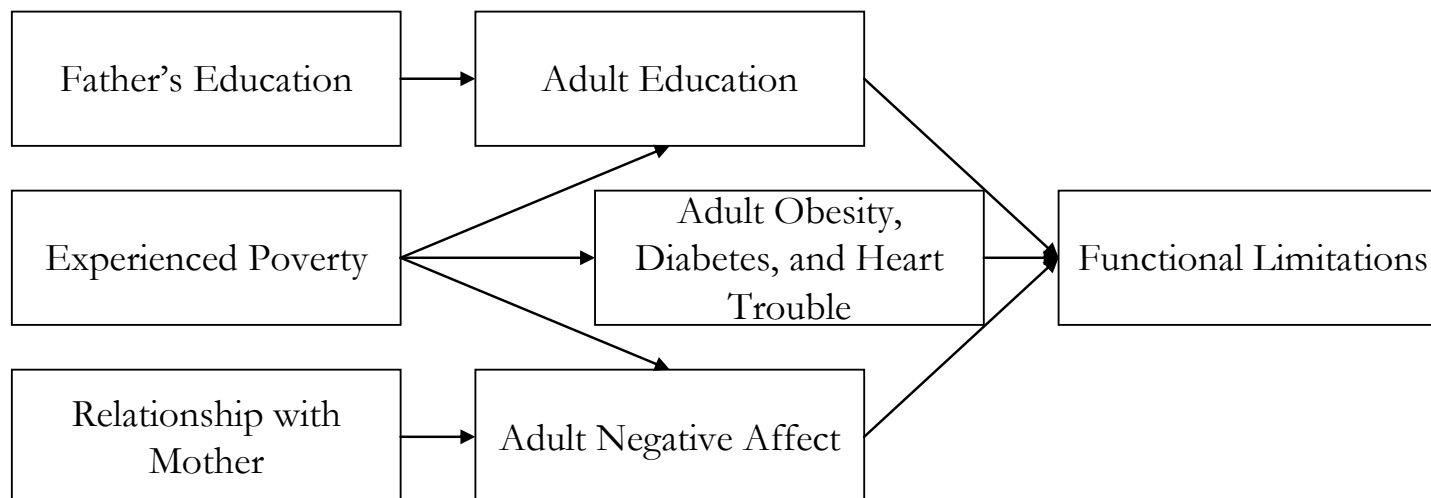 Father’s Education
Adult Education
Experienced Poverty
Adult Obesity,
Diabetes, and Heart
Trouble
Functional Limitations
Relationship with
Mother
Adult Negative Affect